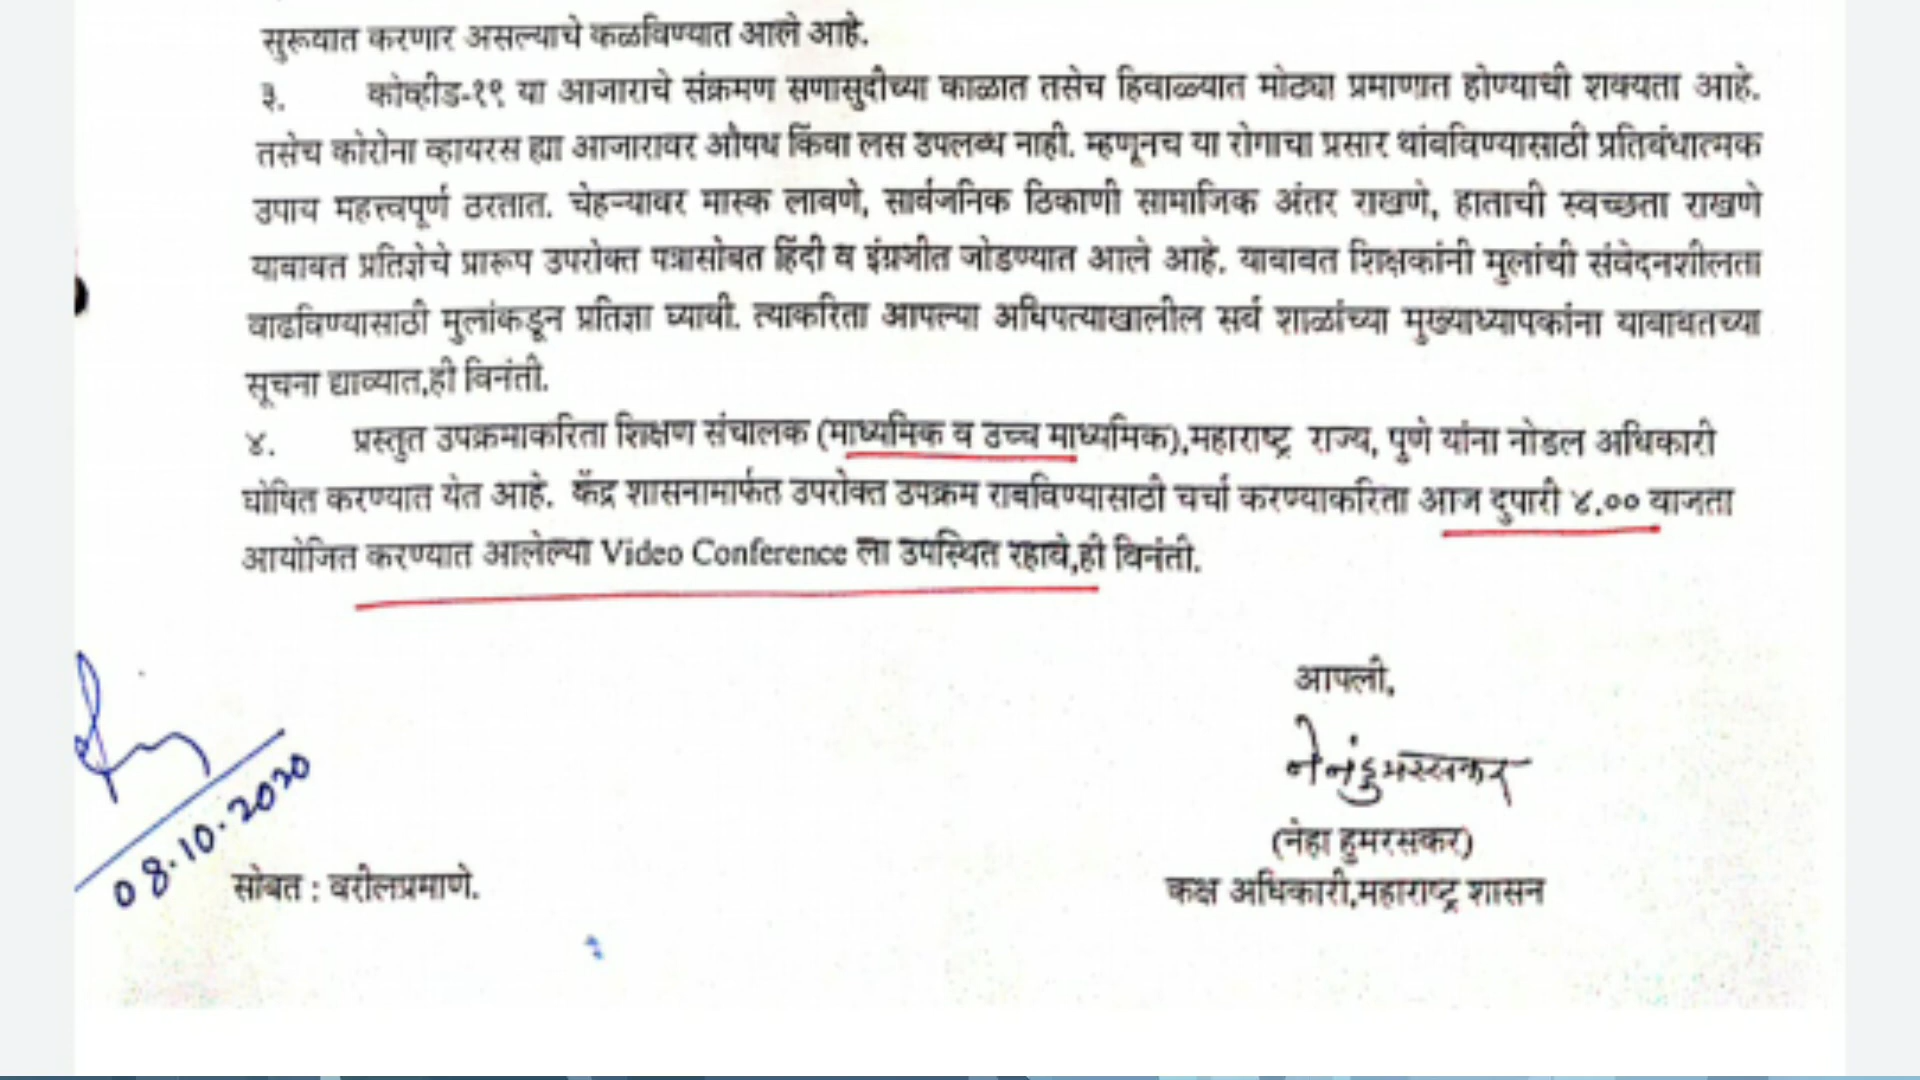 सुरूयात करणार असल्याचे कळविण्यात आले आहे.
३. कोव्हीड-१९ या आजाराचे संक्रमण सणासुदीच्या काळात तसेच हिवाळ्यात मोठ्या प्रमाणात होण्याची शक्यता आहे.
तसेच कोरोना व्हायरस ह्या आजारावर औषध किंवा लस उपलब्ध नाही. म्हणूनच या रोगाचा प्रसार थांबविण्यासाठी प्रतिबंधात्मक
उपाय महत्त्वपूर्ण ठरतात. चेहऱ्यावर मास्क लावणे, सार्वजनिक ठिकाणी सामाजिक अंतर राखणे, हाताची स्वच्छता राखणे
याबाबत प्रतिज्ञेचे प्रारूप उपरोक्त पत्रासोबत हिंदी व इंग्रजीत जोडण्यात आले आहे. याबाबत शिक्षकांनी मुलांची संवेदनशीलता
वाढविण्यासाठी मुलांकडून प्रतिज्ञा घ्यावी. त्याकरिता आपल्या अधिपत्याखालील सर्व शाळांच्या मुख्याध्यापकांना याबाबतच्या
सूचना द्याव्यात,ही विनंती.
४. प्रस्तुत उपक्रमाकरिता शिक्षण संचालक (माध्यमिक व उच्च माध्यमिक),महाराष्ट्र राज्य, पुणे यांना नोडल अधिकारी
घोषित करण्यात येत आहे. केंद्र शासनामार्फत उपरोक्त उपक्रम राबविण्यासाठी चर्चा करण्याकरिता आज दुपारी ४.०० वाजता
आयोजित करण्यात आलेल्या Video Conference ला उपस्थित रहावे,ही विनंती.
आपली,
(नेहा हुमरसकर)
कक्ष अधिकारी,महाराष्ट्र शासन
08.10.2020
सोबत : वरीलप्रमाणे.